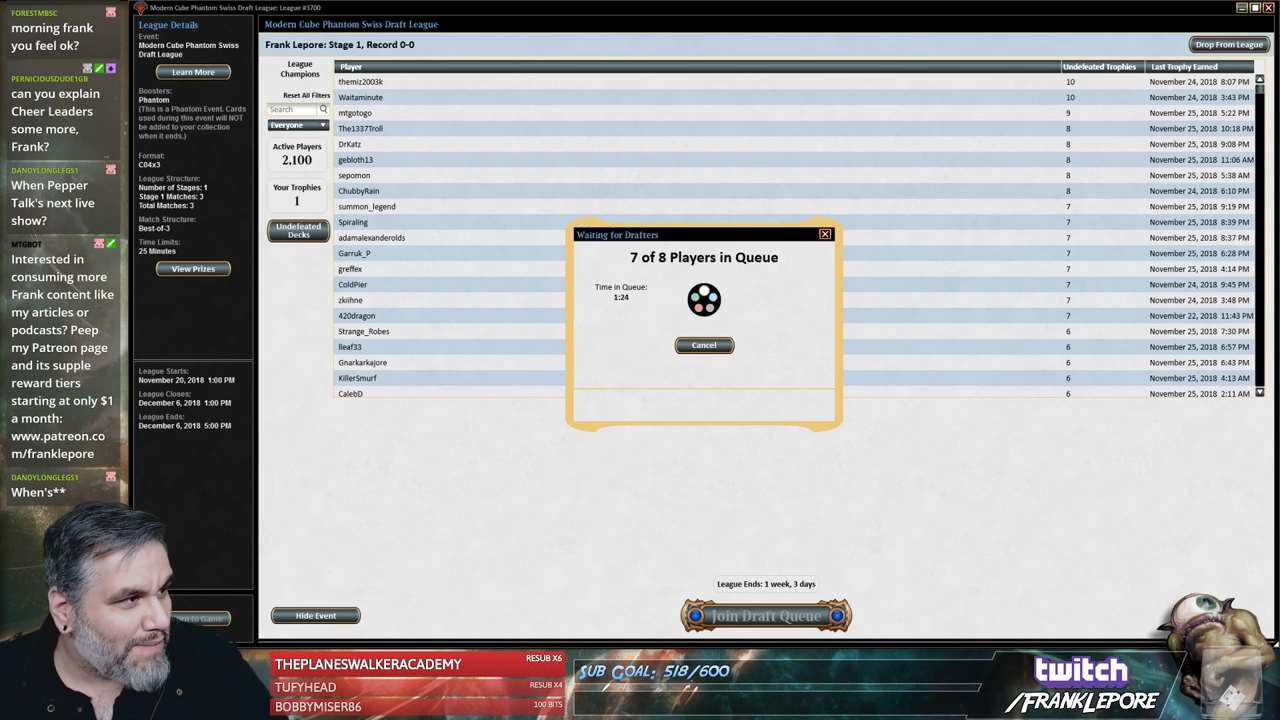 FORESTMBSC
morning frank
you feel ok?
PERNICIOUSDUDE1GB
can you explain
Cheer Leaders
some more,
Frank?
DANDYLONGLEGS1
When Pepper
Talk's next live
show?
MTGBOT
Interested in
consuming more
Frank content like
my articles or
podcasts? Peep
my Patreon page
and its supple
reward tiers
starting at only $1
a month:
www.patreon.co
m/franklepore
DANDYLONGLEGS1
When's**
Modern Cube Phantom Swiss Draft League: League #3700
League Details
Event:
Modern Cube Phantom Swiss
Draft League
Learn More
Boosters:
Phantom
(This is a Phantom Event. Cards
used during this event will NOT
be added to your collection
when it ends.)
Format:
C04x3
League Structure:
Number of Stages: 1
Stage 1 Matches: 3
Total Matches: 3
Match Structure:
Best-of-3
Time Limits:
25 Minutes
View Prizes
League Starts:
November 20, 2018 1:00 PM
League Closes:
December 6, 2018 1:00 PM
League Ends:
December 6, 2018 5:00 PM
to Game
Modern Cube Phantom Swiss Draft League
Frank Lepore: Stage 1, Record 0-0
Drop From League
League
Champions
Reset All Filters
Search
Everyone
Active Players
2,100
Your Trophies
1
Undefeated
Decks
Player Undefeated Trophies Last Trophy Earned
themiz2003k 10 November 24, 2018 8:07 PM
Waitaminute 10 November 24, 2018 3:43 PM
mtgotogo 9 November 25, 2018 5:22 PM
The1337Troll 8 November 25, 2018 10:18 PM
DrKatz 8 November 25, 2018 9:08 PM
gebloth13 8 November 25, 2018 11:06 AM
sepomon 8 November 25, 2018 5:38 AM
ChubbyRain 8 November 24, 2018 6:10 PM
summon_legend 7 November 25, 2018 9:19 PM
Spiraling 7 November 25, 2018 8:39 PM
adamalexanderolds 7 November 25, 2018 8:37 PM
Garruk_P 7 November 25, 2018 8:28 PM
greffex 7 November 25, 2018 4:14 PM
ColdPier 7 November 24, 2018 9:45 PM
zkiihne 7 November 24, 2018 3:48 PM
420dragon 7 November 22, 2018 11:43 PM
Strange_Robes 6 November 25, 2018 7:30 PM
lleaf33 6 November 25, 2018 6:57 PM
Gnarkarkajore 6 November 25, 2018 6:43 PM
KillerSmurf 6 November 25, 2018 4:13 AM
CalebD 6 November 25, 2018 2:11 AM
Waiting for Drafters
7 of 8 Players in Queue
Time in Queue:
1:24
Cancel
League Ends: 1 week, 3 days
Hide Event
Join Draft Queue
THEPLANESWALKERACADEMY RESUB X6
TUFYHEAD RESUB X4
BOBBYMISER86 100 BITS
SUB GOAL: 518/600
twitch
/FRANKLEPORE